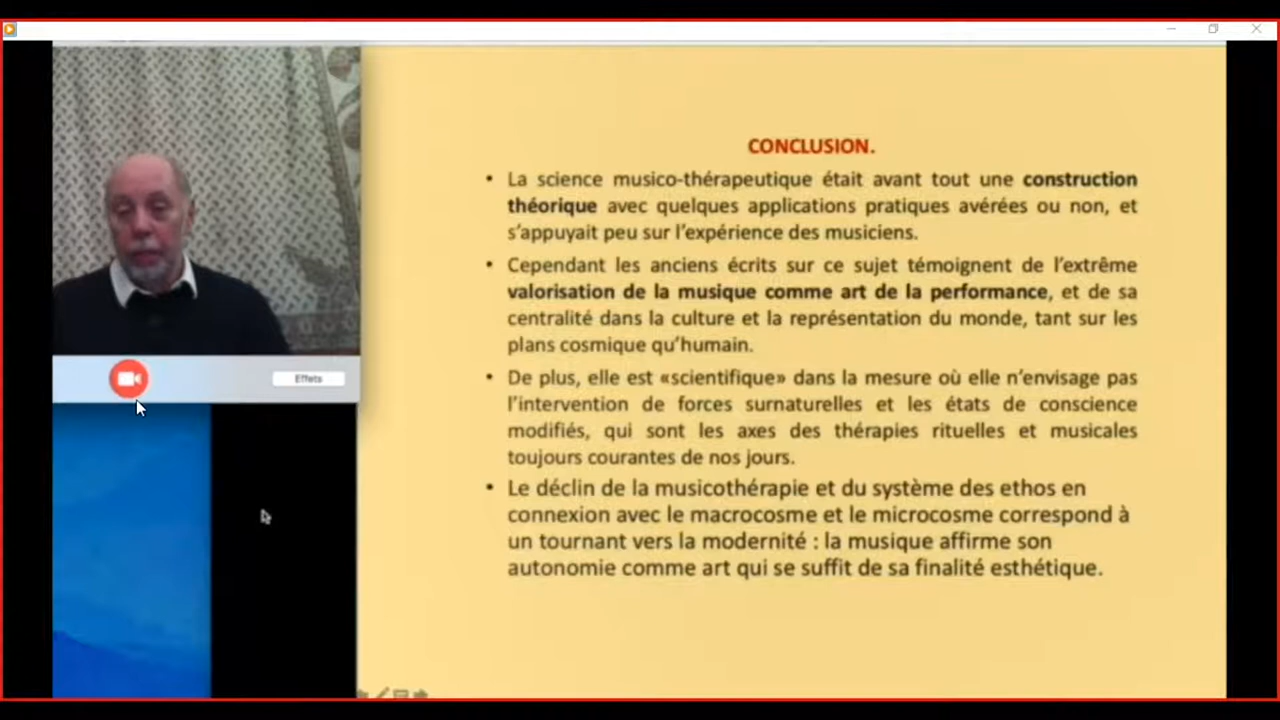 Effets
CONCLUSION.
• La science musico-thérapeutique était avant tout une construction
théorique avec quelques applications pratiques avérées ou non, et
s’appuyait peu sur l’expérience des musiciens.
• Cependant les anciens écrits sur ce sujet témoignent de l’extrême
valorisation de la musique comme art de la performance, et de sa
centralité dans la culture et la représentation du monde, tant sur les
plans cosmique qu’humain.
• De plus, elle est «scientifique» dans la mesure où elle n’envisage pas
l’intervention de forces surnaturelles et les états de conscience
modifiés, qui sont les axes des thérapies rituelles et musicales
toujours courantes de nos jours.
• Le déclin de la musicothérapie et du système des ethos en
connexion avec le macrocosme et le microcosme correspond à
un tournant vers la modernité : la musique affirme son
autonomie comme art qui se suffit de sa finalité esthétique.